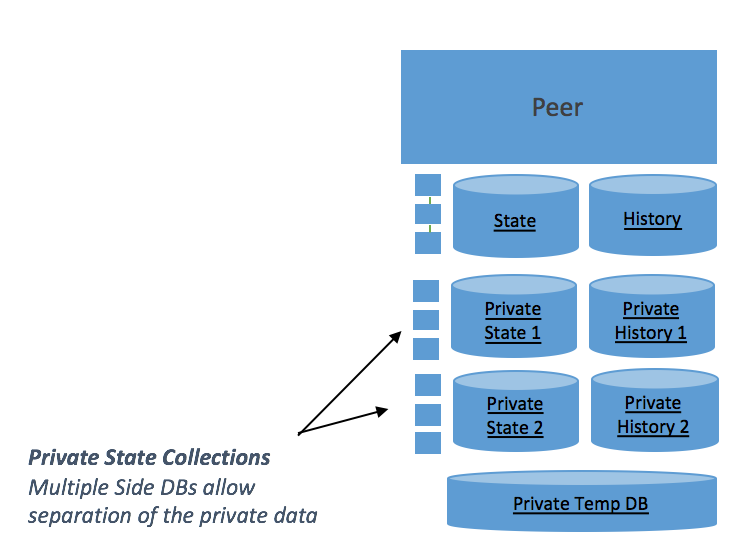 Peer
State
History
Private
State 1
Private
History 1
Private
State 2
Private
History 2
Private State Collections
Multiple Side DBs allow
separation of the private data
Private Temp DB